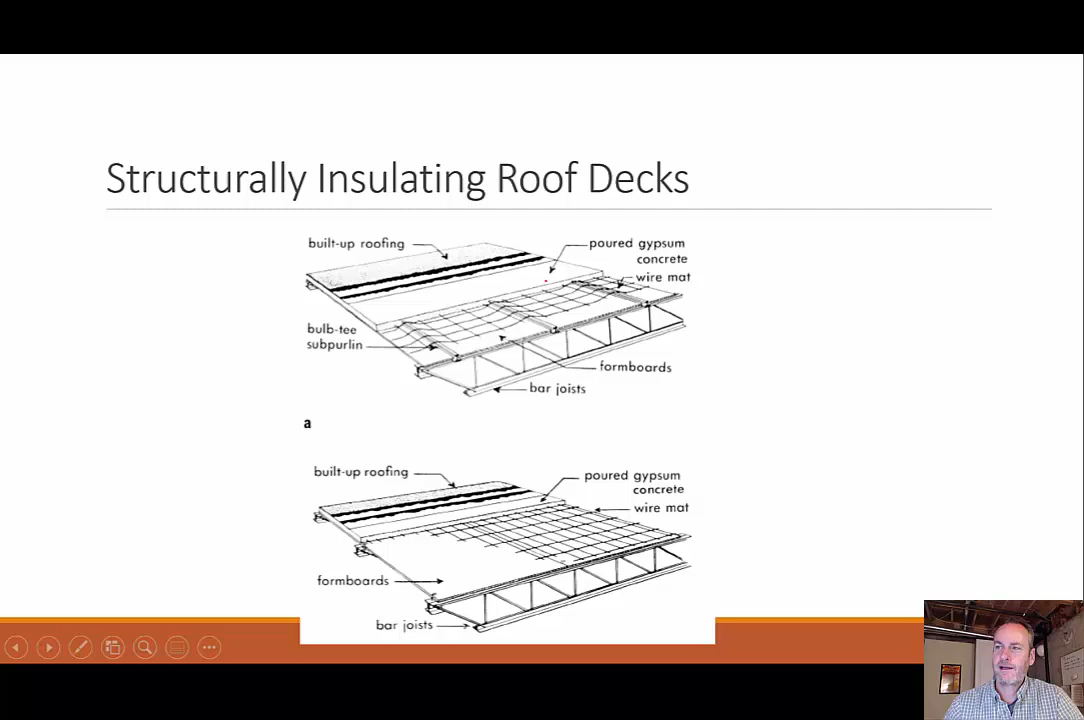 Structurally Insulating Roof Decks
built-up roofing
poured gypsum
concrete
wire mat
bulb-tee
subpurlin
formboards
bar joists
a
built-up roofing
poured gypsum
concrete
wire mat
formboards
bar joists